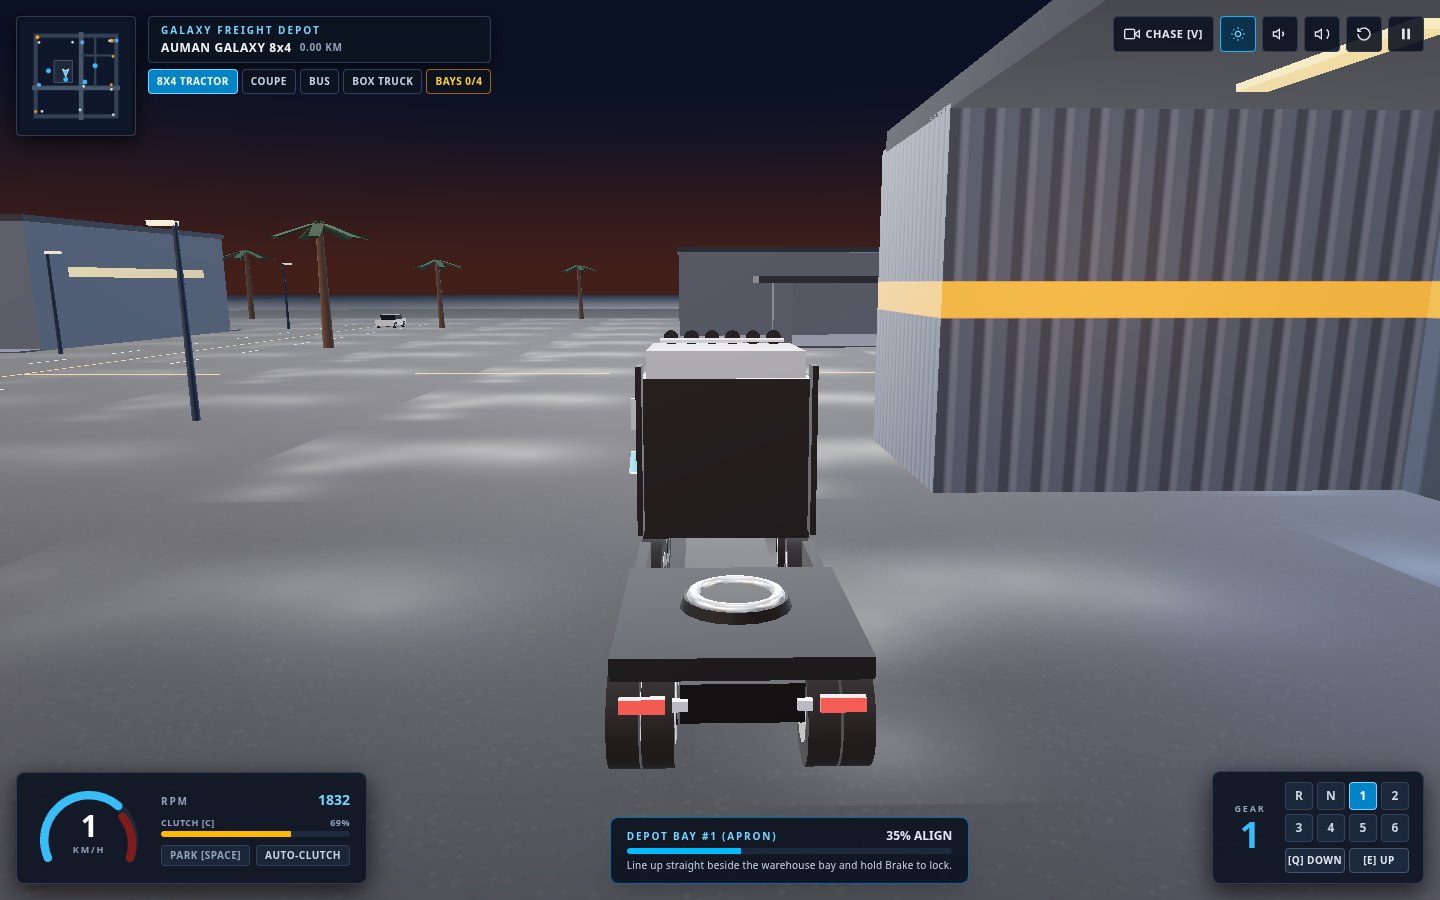 GALAXY FREIGHT DEPOT
AUMAN GALAXY 8x4 0.00 KM
8X4 TRACTOR COUPE BUS BOX TRUCK BAYS 0/4
CHASE [V]
1
KM/H
RPM 1832
CLUTCH [C] 69%
PARK [SPACE] AUTO-CLUTCH
DEPOT BAY #1 (APRON) 35% ALIGN
Line up straight beside the warehouse bay and hold Brake to lock.
GEAR
1
R N 1 2
3 4 5 6
[Q] DOWN [E] UP